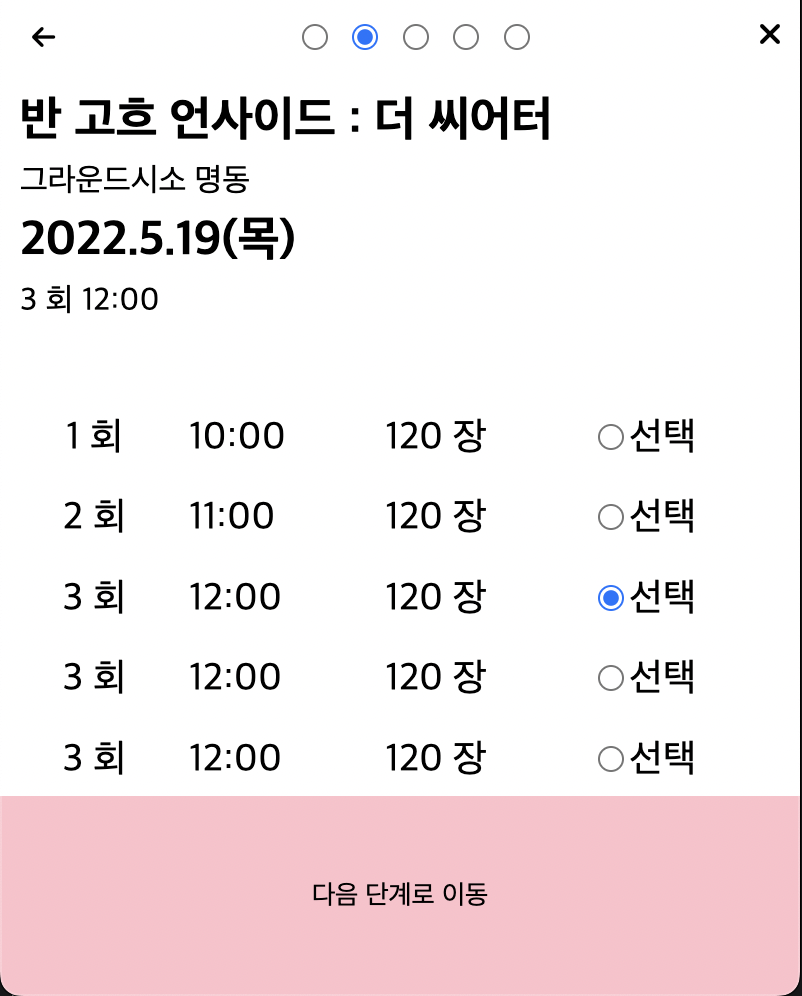 반 고흐 언사이드 : 더 씨어터
그라운드시소 명동
2022.5.19(목)
3 회 12:00
1 회 10:00 120 장 선택
2 회 11:00 120 장 선택
3 회 12:00 120 장 선택
3 회 12:00 120 장 선택
3 회 12:00 120 장 선택
다음 단계로 이동